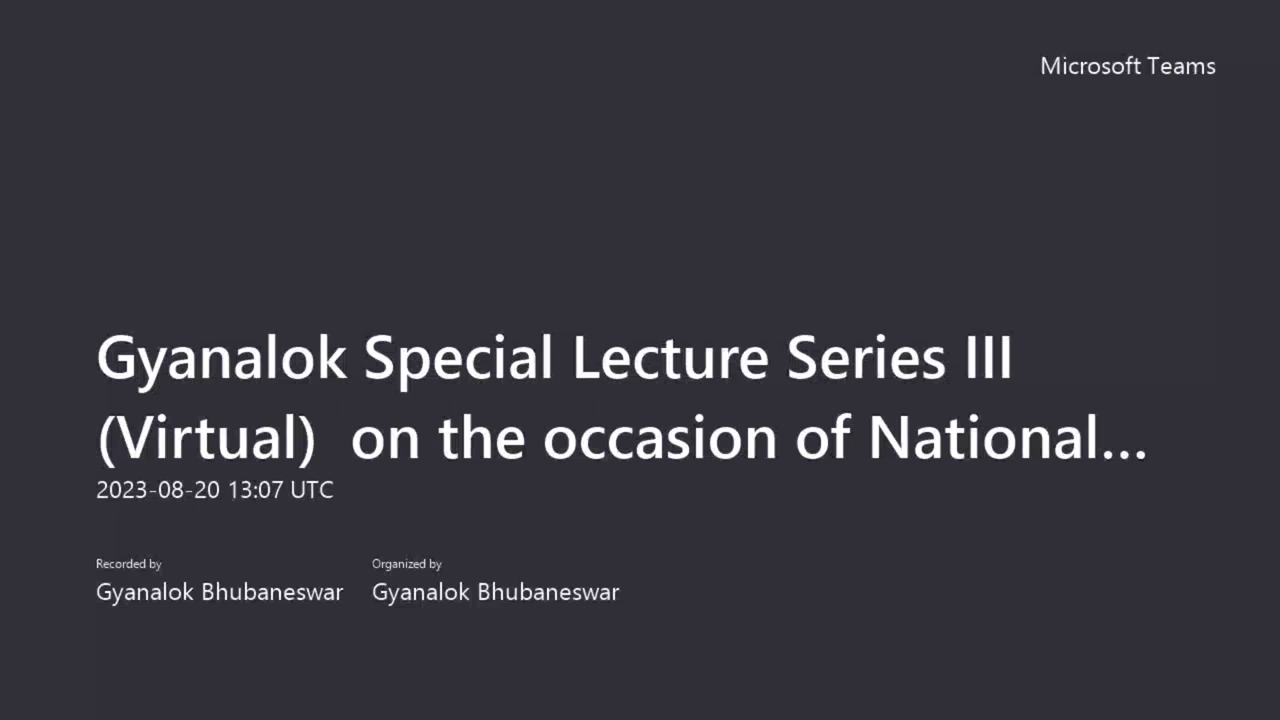 Microsoft Teams
Gyanalok Special Lecture Series III
(Virtual)  on the occasion of National...
2023-08-20 13:07 UTC
Recorded by Organized by
Gyanalok Bhubaneswar Gyanalok Bhubaneswar